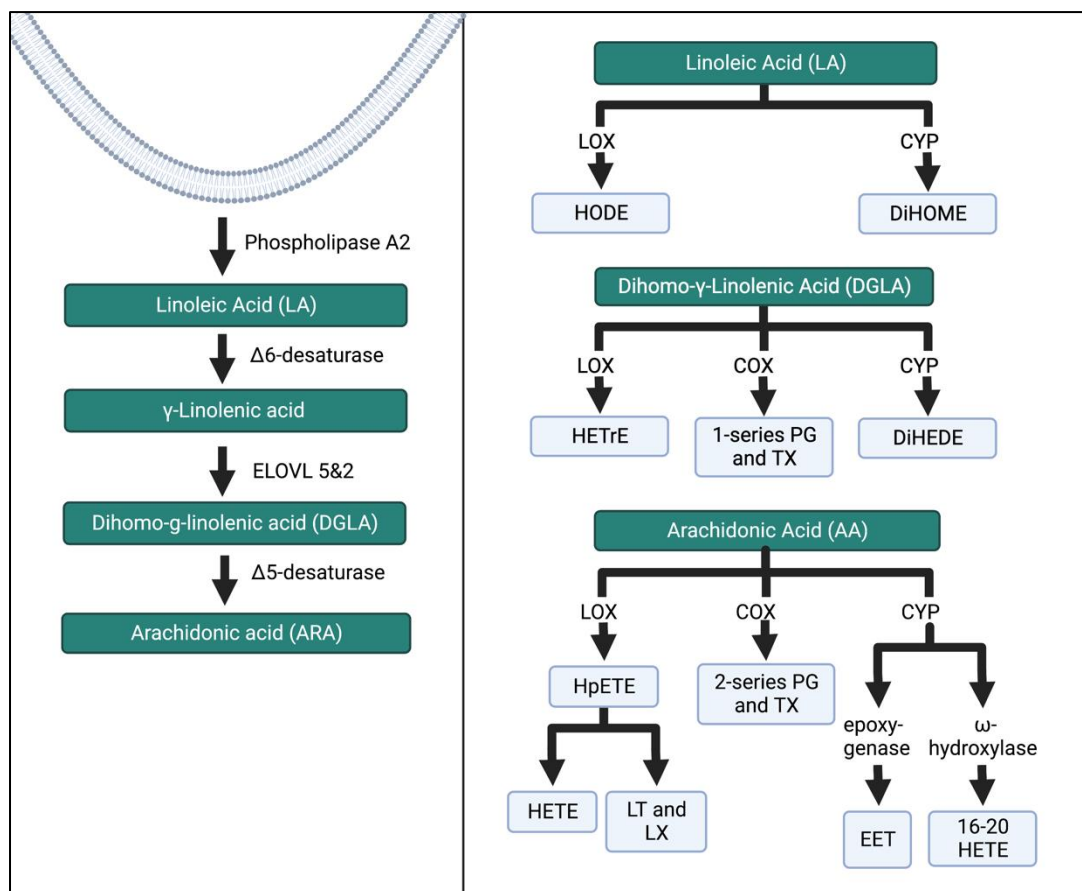 Phospholipase A2
Linoleic Acid (LA)
Δ6-desaturase
γ-Linolenic acid
ELOVL 5&2
Dihomo-g-linolenic acid (DGLA)
Δ5-desaturase
Arachidonic acid (ARA)
Linoleic Acid (LA)
LOX
CYP
HODE
DiHOME
Dihomo-γ-Linolenic Acid (DGLA)
LOX
COX
CYP
HETrE
1-series PG
and TX
DiHEDE
Arachidonic Acid (AA)
LOX
COX
CYP
HpETE
2-series PG
and TX
epoxy-
genase
ω-
hydroxylase
HETE
LT and
LX
EET
16-20
HETE